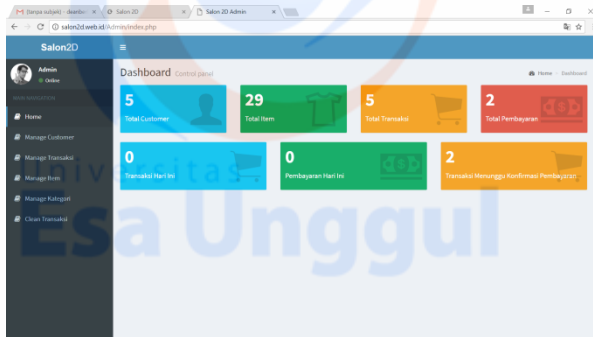 (tanpa subjek) - deanbo
Salon 2D
Salon 2D Admin
salon2d.web.id/Admin/index.php
Salon2D
Admin
Online
MAIN NAVIGATION
Home
Manage Customer
Manage Transaksi
Manage Item
Manage Kategori
Clean Transaksi
Dashboard Control panel
Home > Dashboard
5
Total Customer
29
Total Item
5
Total Transaksi
2
Total Pembayaran
0
Transaksi Hari Ini
0
Pembayaran Hari Ini
2
Transaksi Menunggu Konfirmasi Pembayaran
Universitas
Esa Unggul